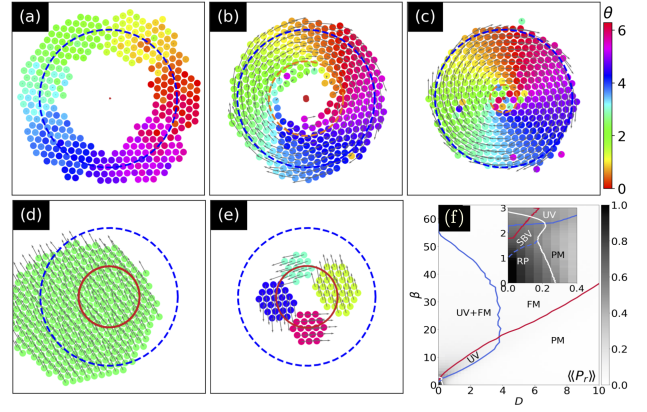 (a)
(b)
(c)
θ
6
4
2
0
(d)
(e)
(f)
60
50
40
30
20
10
0
β
0
2
4
6
8
10
D
UV+FM
FM
UV
PM
⟪P_r⟫
3
2
1
0
0.0
0.2
0.4
UV
SBV
RP
PM
1.0
0.8
0.6
0.4
0.2
0.0